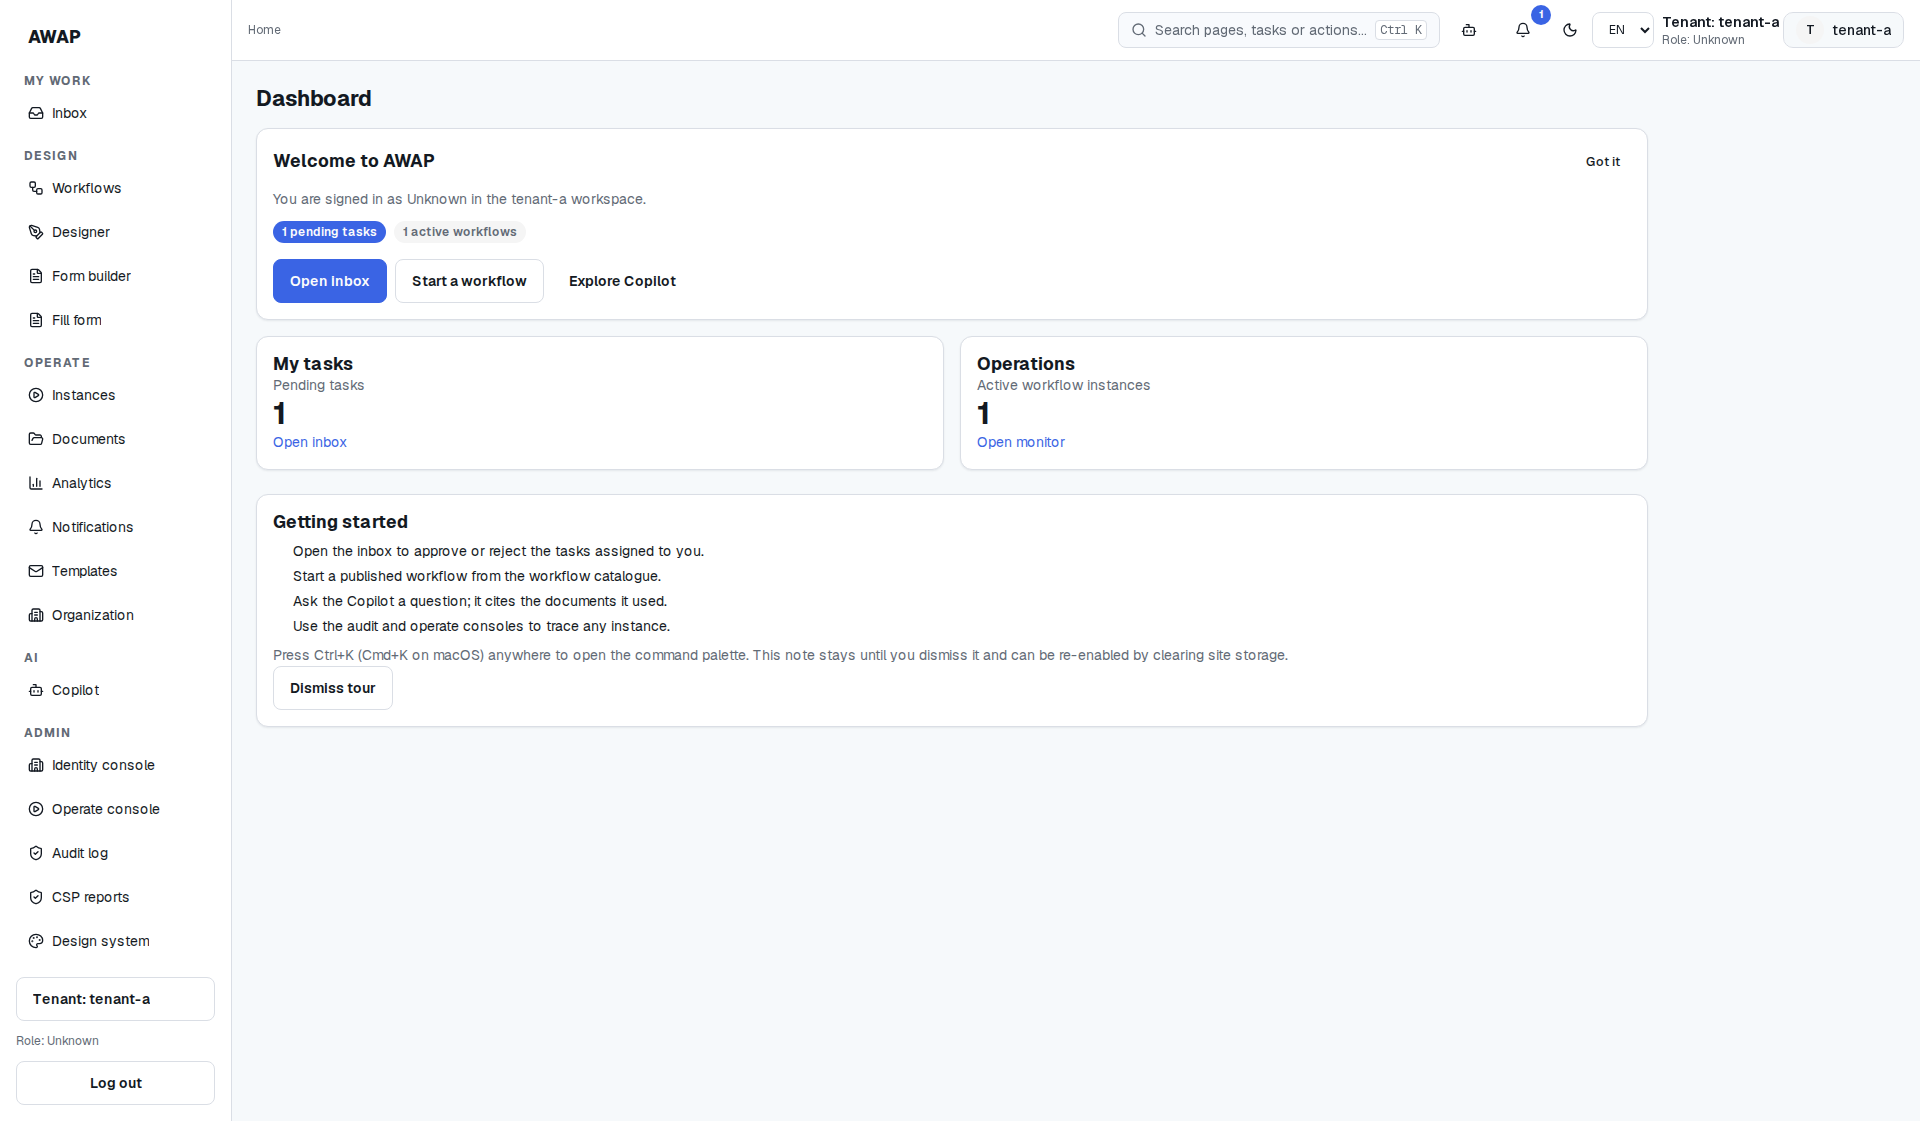 AWAP
MY WORK
Inbox
DESIGN
Workflows
Designer
Form builder
Fill form
OPERATE
Instances
Documents
Analytics
Notifications
Templates
Organization
AI
Copilot
ADMIN
Identity console
Operate console
Audit log
CSP reports
Design system
Tenant: tenant-a
Role: Unknown
Log out
Home
Search pages, tasks or actions... Ctrl K
1
EN
Tenant: tenant-a
Role: Unknown
T tenant-a
Dashboard
Welcome to AWAP
Got it
You are signed in as Unknown in the tenant-a workspace.
1 pending tasks 1 active workflows
Open Inbox Start a workflow Explore Copilot
My tasks
Pending tasks
1
Open inbox
Operations
Active workflow instances
1
Open monitor
Getting started
Open the inbox to approve or reject the tasks assigned to you.
Start a published workflow from the workflow catalogue.
Ask the Copilot a question; it cites the documents it used.
Use the audit and operate consoles to trace any instance.
Press Ctrl+K (Cmd+K on macOS) anywhere to open the command palette. This note stays until you dismiss it and can be re-enabled by clearing site storage.
Dismiss tour